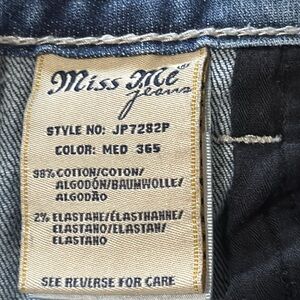 Miss Me
jeans
STYLE NO: JP7282P
COLOR: MED 365
98% COTTON/COTON/
ALGODÓN/BAUMWOLLE/
ALGODÃO
2% ELASTANE/ÉLASTHANNE/
ELASTANO/ELASTAN/
ELASTANO
SEE REVERSE FOR CARE